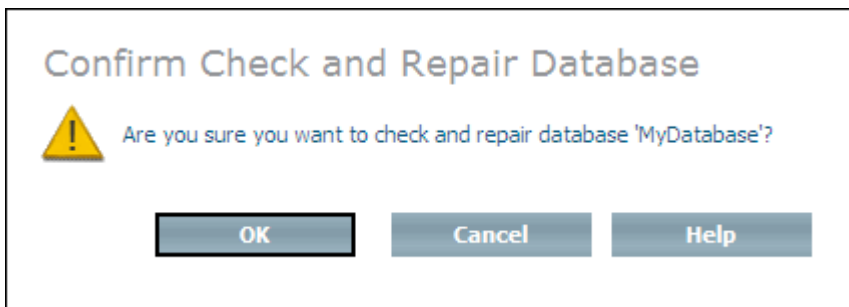 Confirm Check and Repair Database
Are you sure you want to check and repair database 'MyDatabase'?
OK
Cancel
Help